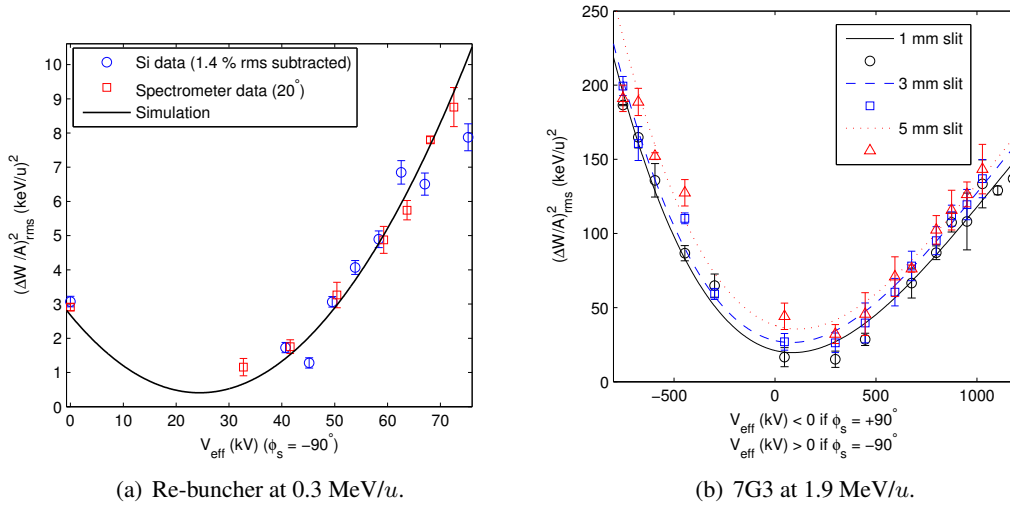 Si data (1.4 % rms subtracted)
Spectrometer data (20°)
Simulation
10
9
8
7
6
5
4
3
2
1
0
(ΔW/A)²rms (keV/u)²
0 10 20 30 40 50 60 70
Veff (kV) (ϕs = −90°)
(a) Re-buncher at 0.3 MeV/u.
1 mm slit
3 mm slit
5 mm slit
250
200
150
100
50
0
(ΔW/A)²rms (keV/u)²
−500 0 500 1000
Veff (kV) < 0 if ϕs = +90°
Veff (kV) > 0 if ϕs = −90°
(b) 7G3 at 1.9 MeV/u.